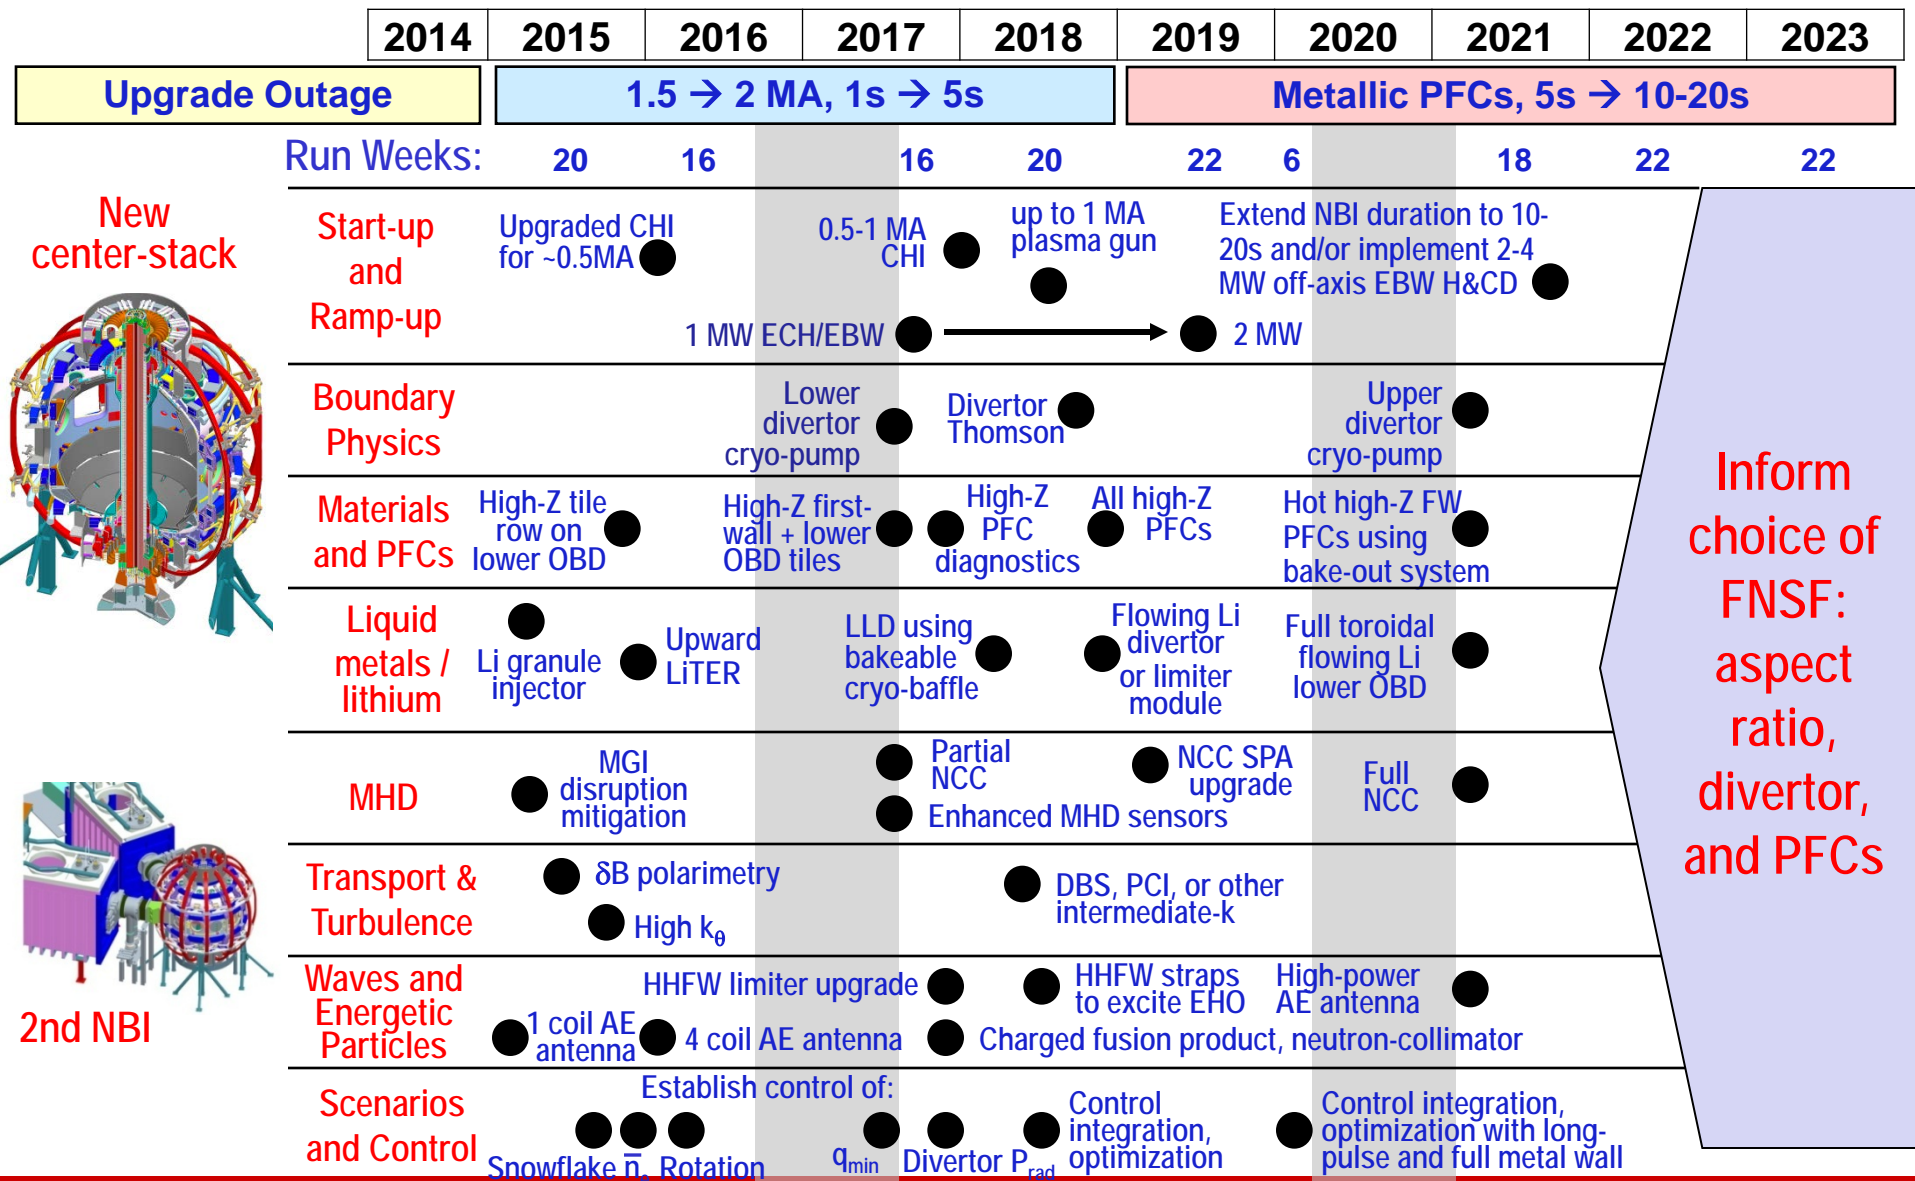 2014 2015 2016 2017 2018 2019 2020 2021 2022 2023
Upgrade Outage
1.5 → 2 MA, 1s → 5s
Metallic PFCs, 5s → 10-20s
Run Weeks: 20 16 16 20 22 6 18 22 22
New
center-stack
2nd NBI
Start-up
and
Ramp-up
Upgraded CHI
for ~0.5MA
0.5-1 MA
CHI
up to 1 MA
plasma gun
Extend NBI duration to 10-
20s and/or implement 2-4
MW off-axis EBW H&CD
1 MW ECH/EBW
2 MW
Boundary
Physics
Lower
divertor
cryo-pump
Divertor
Thomson
Upper
divertor
cryo-pump
Materials
and PFCs
High-Z tile
row on
lower OBD
High-Z first-
wall + lower
OBD tiles
High-Z
PFC
diagnostics
All high-Z
PFCs
Hot high-Z FW
PFCs using
bake-out system
Liquid
metals /
lithium
Li granule
injector
Upward
LiTER
LLD using
bakeable
cryo-baffle
Flowing Li
divertor
or limiter
module
Full toroidal
flowing Li
lower OBD
MHD
MGI
disruption
mitigation
Partial
NCC
Enhanced MHD sensors
NCC SPA
upgrade
Full
NCC
Transport &
Turbulence
δB polarimetry
High kθ
DBS, PCI, or other
intermediate-k
Waves and
Energetic
Particles
HHFW limiter upgrade
HHFW straps
to excite EHO
High-power
AE antenna
1 coil AE
antenna
4 coil AE antenna
Charged fusion product, neutron-collimator
Scenarios
and Control
Establish control of:
Snowflake
Rotation
qmin
Divertor Prad
Control
integration,
optimization
Control integration,
optimization with long-
pulse and full metal wall
Inform
choice of
FNSF:
aspect
ratio,
divertor,
and PFCs